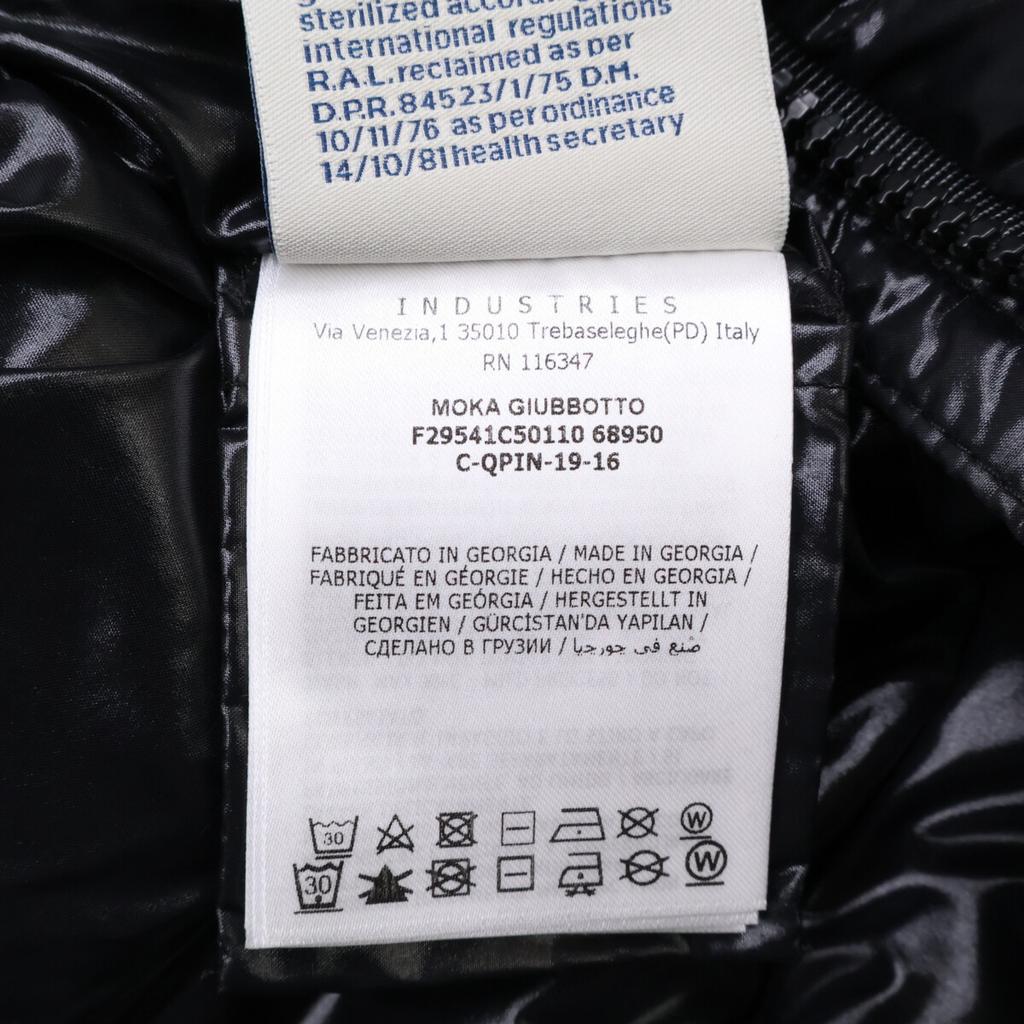 sterilized according
international regulations
R.A.L. reclaimed as per
D.P.R. 84523/1/75 D.M.
10/11/76 as per ordinance
14/10/81 health secretary
INDUSTRIES
Via Venezia,1 35010 Trebaseleghe(PD) Italy
RN 116347
MOKA GIUBBOTTO
F29541C50110 68950
C-QPIN-19-16
FABBRICATO IN GEORGIA / MADE IN GEORGIA /
FABRIQUÉ EN GÉORGIE / HECHO EN GEORGIA /
FEITA EM GEÓRGIA / HERGESTELLT IN
GEORGIEN / GÜRCİSTAN'DA YAPILAN /
СДЕЛАНО В ГРУЗИИ / صنع في جورجيا
30 W
30 W